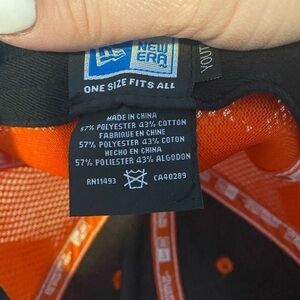 NEW
ERA
ONE SIZE FITS ALL
YOUTH
MADE IN CHINA
57% POLYESTER 43% COTTON
FABRIQUE EN CHINE
57% POLYESTER 43% COTON
HECHO EN CHINA
57% POLIESTER 43% ALGODON
RN11493 CA40289